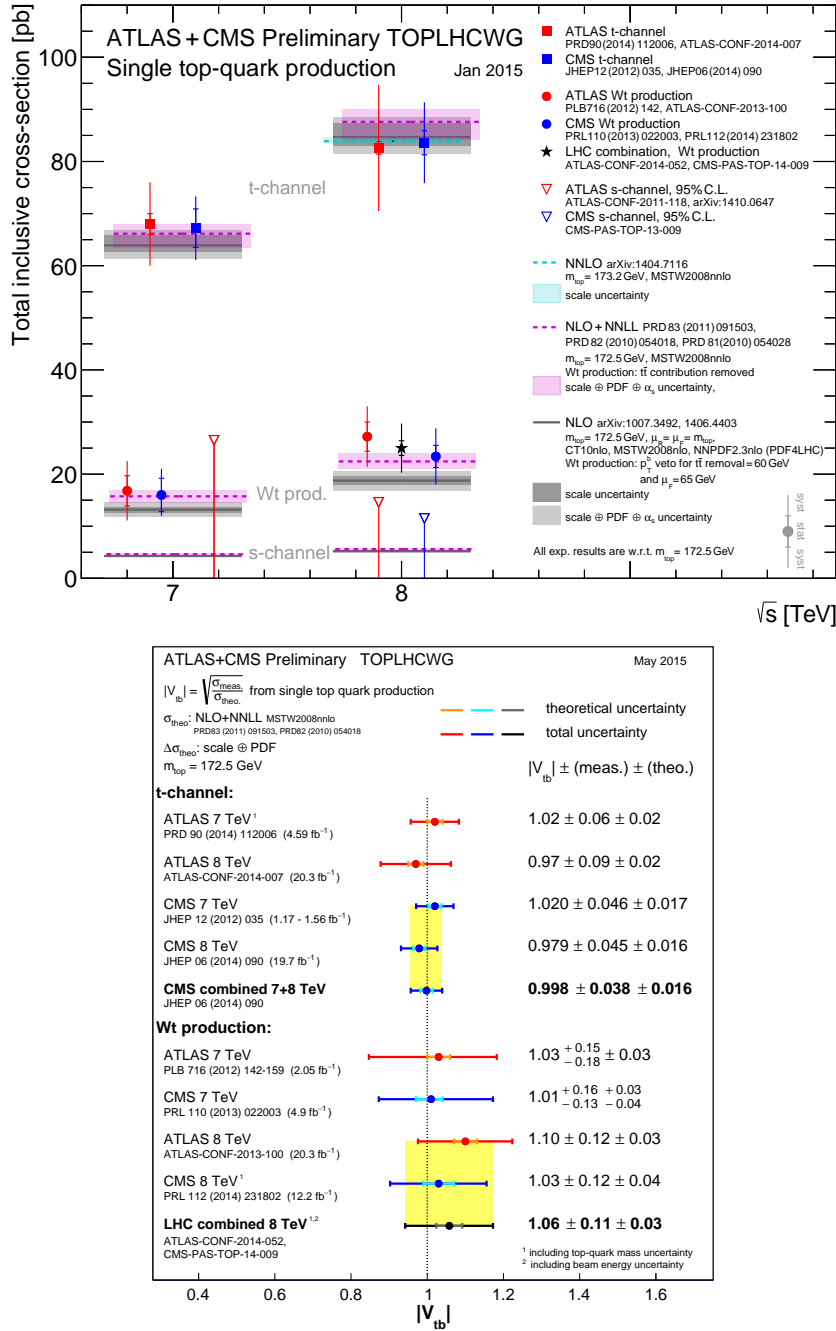 Total inclusive cross-section [pb]
ATLAS+CMS Preliminary TOPLHCWG
Single top-quark production Jan 2015
100
80
60
40
20
0
7
8
√s [TeV]
t-channel
Wt prod.
s-channel
ATLAS t-channel
PRD90(2014) 112006, ATLAS-CONF-2014-007
CMS t-channel
JHEP12(2012) 035, JHEP06(2014) 090
ATLAS Wt production
PLB716(2012) 142, ATLAS-CONF-2013-100
CMS Wt production
PRL110(2013) 022003, PRL112(2014) 231802
LHC combination, Wt production
ATLAS-CONF-2014-052, CMS-PAS-TOP-14-009
ATLAS s-channel, 95% C.L.
ATLAS-CONF-2011-118, arXiv:1410.0647
CMS s-channel, 95% C.L.
CMS-PAS-TOP-13-009
NNLO arXiv:1404.7116
m_top = 173.2 GeV, MSTW2008nnlo
scale uncertainty
NLO+NNLL PRD83(2011) 091503,
PRD82(2010) 054018, PRD81(2010) 054028
m_top = 172.5 GeV, MSTW2008nnlo
Wt production: tt̄ contribution removed
scale ⊕ PDF ⊕ α_s uncertainty,
NLO arXiv:1007.3492, 1406.4403
m_top = 172.5 GeV, μ_R = μ_F = m_top,
CT10nlo, MSTW2008nlo, NNPDF2.3nlo (PDF4LHC)
Wt production: p_T^b veto for tt̄ removal=60 GeV
and μ_F=65 GeV
scale uncertainty
scale ⊕ PDF ⊕ α_s uncertainty
All exp. results are w.r.t. m_top = 172.5 GeV
syst stat syst
ATLAS+CMS Preliminary TOPLHCWG May 2015
|V_tb| = √(σ_meas./σ_theo.) from single top quark production
σ_theo: NLO+NNLL MSTW2008nnlo
PRD83 (2011) 091503, PRD82 (2010) 054018
Δσ_theo: scale ⊕ PDF
m_top = 172.5 GeV
theoretical uncertainty
total uncertainty
|V_tb| ± (meas.) ± (theo.)
t-channel:
ATLAS 7 TeV¹ 1.02 ± 0.06 ± 0.02
PRD 90 (2014) 112006 (4.59 fb⁻¹)
ATLAS 8 TeV 0.97 ± 0.09 ± 0.02
ATLAS-CONF-2014-007 (20.3 fb⁻¹)
CMS 7 TeV 1.020 ± 0.046 ± 0.017
JHEP 12 (2012) 035 (1.17 - 1.56 fb⁻¹)
CMS 8 TeV 0.979 ± 0.045 ± 0.016
JHEP 06 (2014) 090 (19.7 fb⁻¹)
CMS combined 7+8 TeV 0.998 ± 0.038 ± 0.016
JHEP 06 (2014) 090
Wt production:
ATLAS 7 TeV 1.03 + 0.15 − 0.18 ± 0.03
PLB 716 (2012) 142-159 (2.05 fb⁻¹)
CMS 7 TeV 1.01 + 0.16 − 0.13 + 0.03 − 0.04
PRL 110 (2013) 022003 (4.9 fb⁻¹)
ATLAS 8 TeV 1.10 ± 0.12 ± 0.03
ATLAS-CONF-2013-100 (20.3 fb⁻¹)
CMS 8 TeV¹ 1.03 ± 0.12 ± 0.04
PRL 112 (2014) 231802 (12.2 fb⁻¹)
LHC combined 8 TeV¹,² 1.06 ± 0.11 ± 0.03
ATLAS-CONF-2014-052,
CMS-PAS-TOP-14-009
¹ including top-quark mass uncertainty
² including beam energy uncertainty
0.4 0.6 0.8 1 1.2 1.4 1.6
|V_tb|